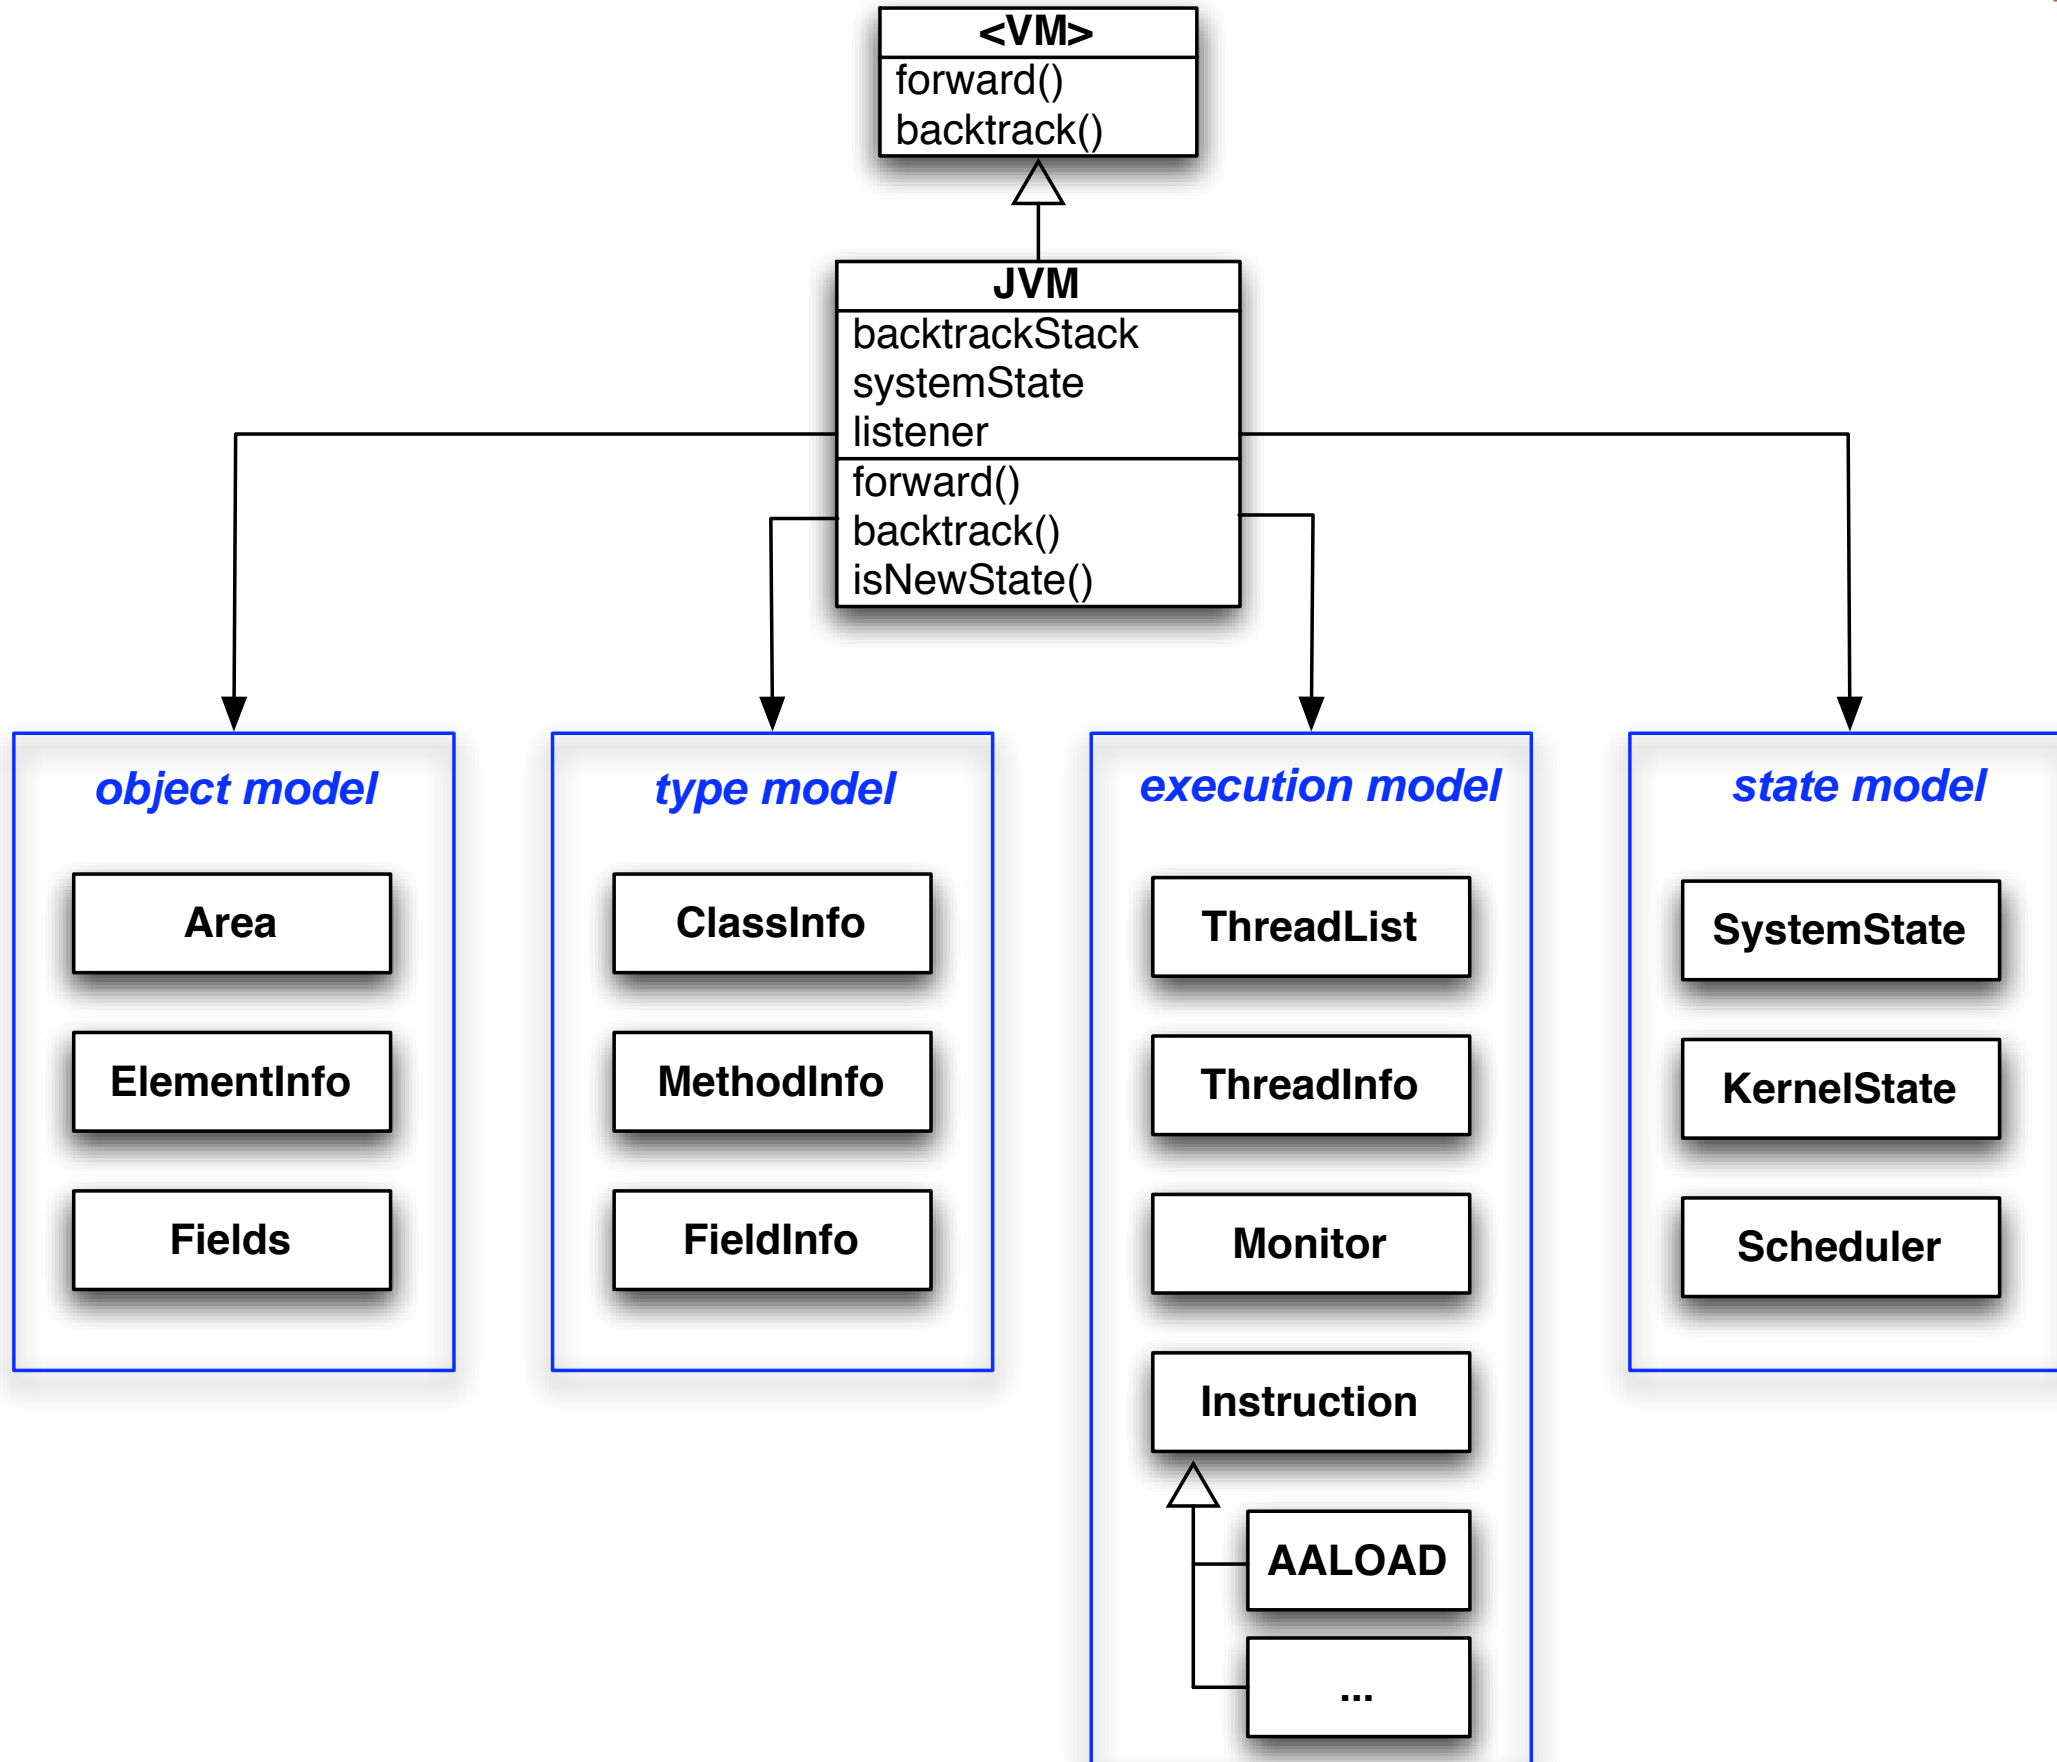 <VM>
forward()
backtrack()
JVM
backtrackStack
systemState
listener
forward()
backtrack()
isNewState()
object model
Area
ElementInfo
Fields
type model
ClassInfo
MethodInfo
FieldInfo
execution model
ThreadList
ThreadInfo
Monitor
Instruction
AALOAD
...
state model
SystemState
KernelState
Scheduler